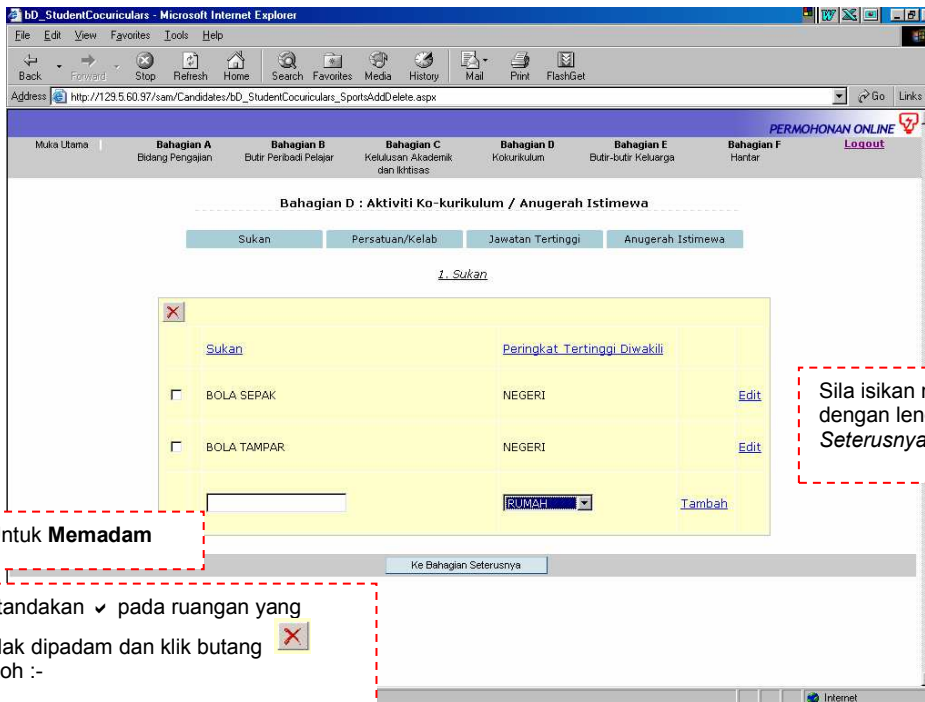 bD_StudentCocuriculars - Microsoft Internet Explorer
File Edit View Favorites Tools Help
Back Forward Stop Refresh Home Search Favorites Media History Mail Print FlashGet
Address http://129.5.60.97/sam/Candidates/bD_StudentCocuriculars_SportsAddDelete.aspx Go Links
PERMOHONAN ONLINE
Muka Utama Bahagian A Bahagian B Bahagian C Bahagian D Bahagian E Bahagian F Logout
Bidang Pengajian Butir Peribadi Pelajar Kelulusan Akademik Kokurikulum Butir-butir Keluarga Hantar
dan Ikhtisas
Bahagian D : Aktiviti Ko-kurikulum / Anugerah Istimewa
Sukan Persatuan/Kelab Jawatan Tertinggi Anugerah Istimewa
1. Sukan
Sukan Peringkat Tertinggi Diwakili
BOLA SEPAK NEGERI Edit
BOLA TAMPAR NEGERI Edit
RUMAH Tambah
Sila isikan
dengan
Seterusnya
ntuk Memadam
Ke Bahagian Seterusnya
tandakan ✓ pada ruangan yang
lak dipadam dan klik butang
oh :-
Internet